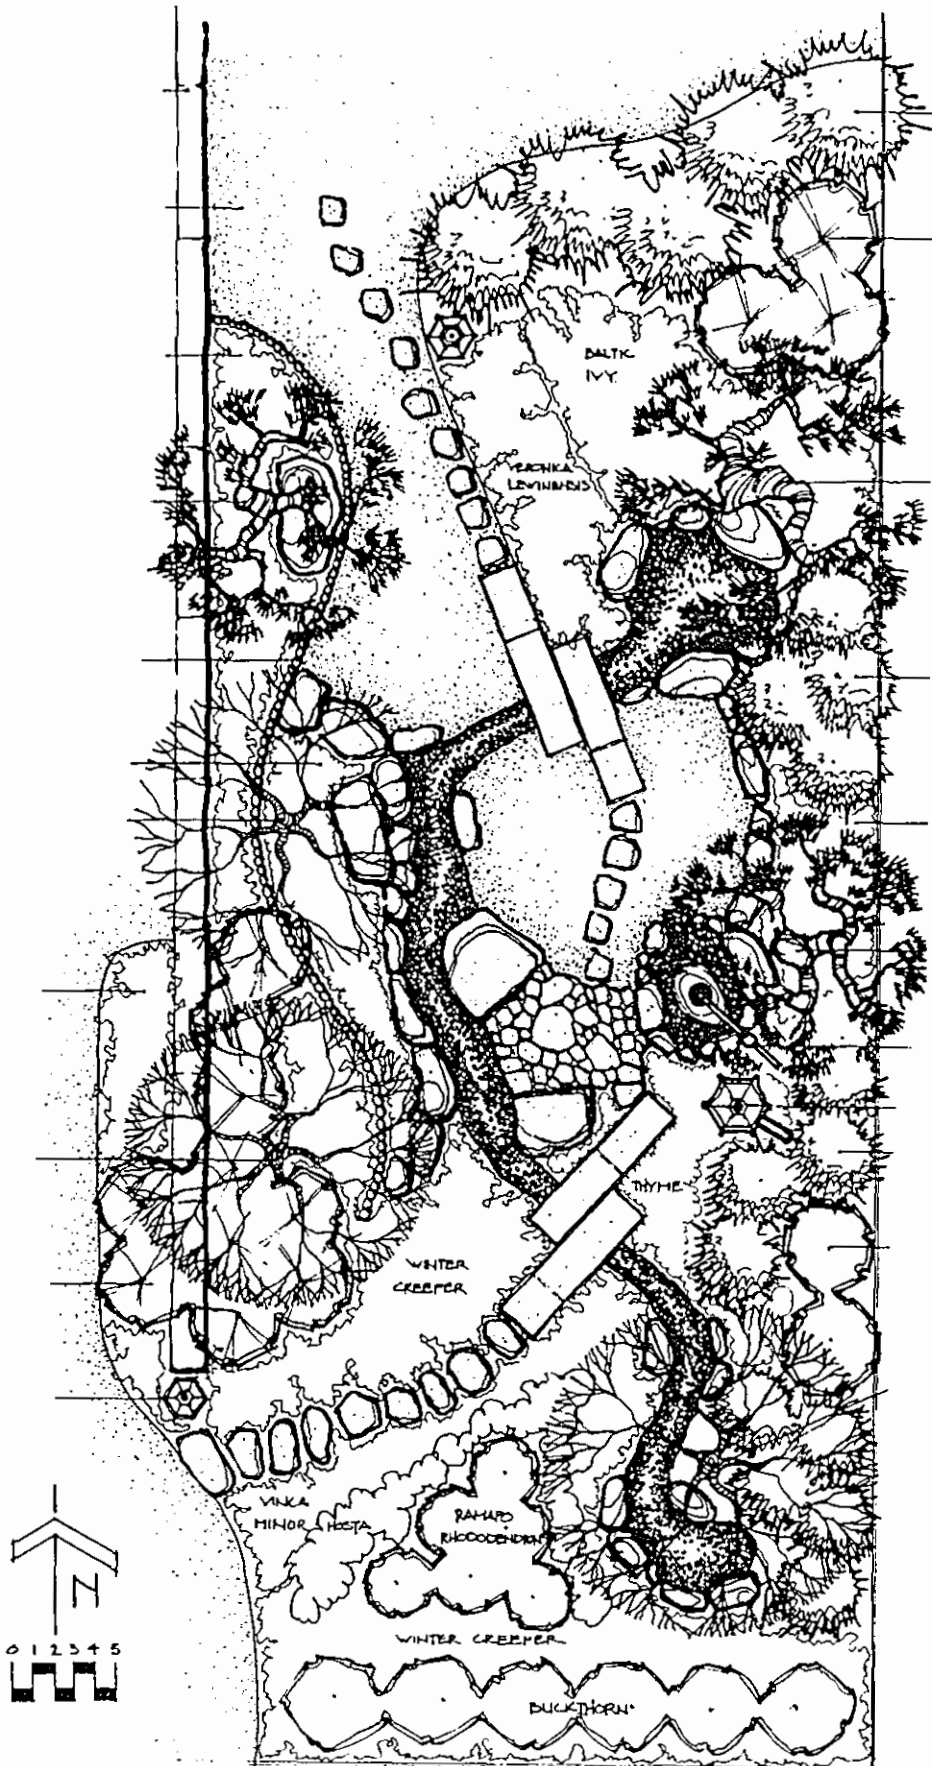 BALTIC
IVY.
THYME
WINTER
CREEPER
VINCA
MINOR HOSTA
RAMAPO
RHODODENDRON
WINTER CREEPER
BUCKTHORN
N
0 1 2 3 4 5